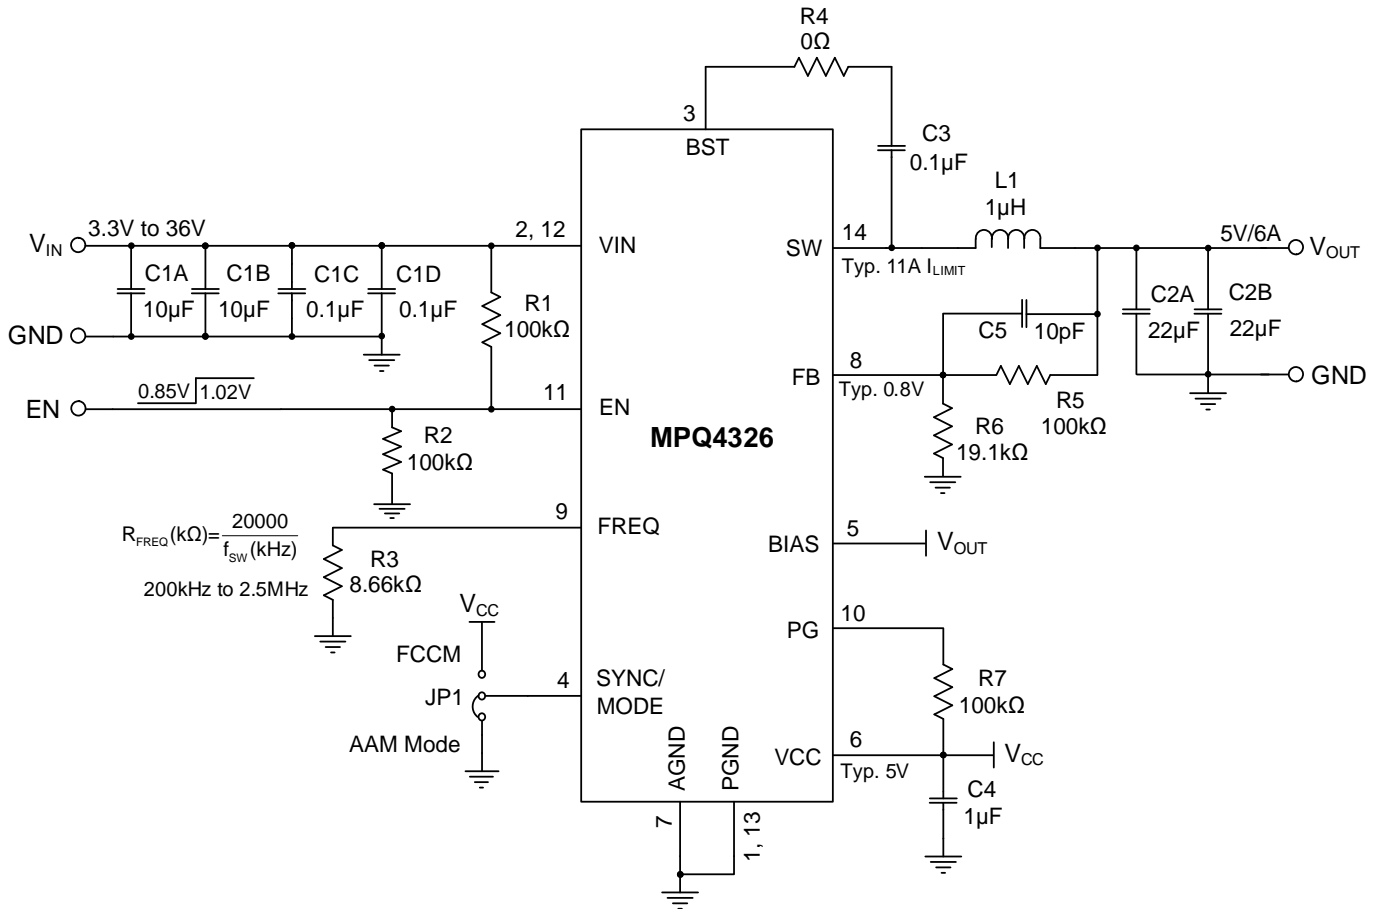 R4
0Ω
3
BST
C3
0.1µF
L1
1µH
VIN 3.3V to 36V
2, 12
VIN
SW
14
Typ. 11A ILIMIT
5V/6A
VOUT
C1A
10µF
C1B
10µF
C1C
0.1µF
C1D
0.1µF
R1
100kΩ
GND
C5
10pF
C2A
22µF
C2B
22µF
GND
FB
8
Typ. 0.8V
R5
100kΩ
R6
19.1kΩ
EN
0.85V 1.02V
11
EN
R2
100kΩ
MPQ4326
RFREQ(kΩ)=20000
fSW(kHz)
200kHz to 2.5MHz
9
FREQ
R3
8.66kΩ
BIAS
5
VOUT
VCC
FCCM
JP1
AAM Mode
4
SYNC/
MODE
PG
10
R7
100kΩ
VCC
6
Typ. 5V
VCC
C4
1µF
AGND
PGND
7
1, 13